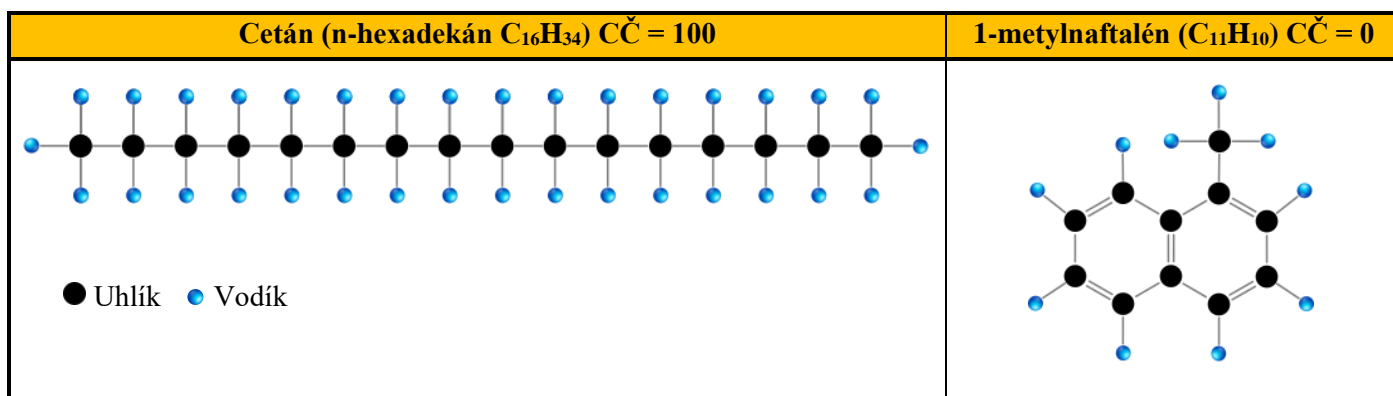 Cetán (n-hexadekán C₁₆H₃₄) CČ = 100
1-metylnaftalén (C₁₁H₁₀) CČ = 0
Uhlík Vodík